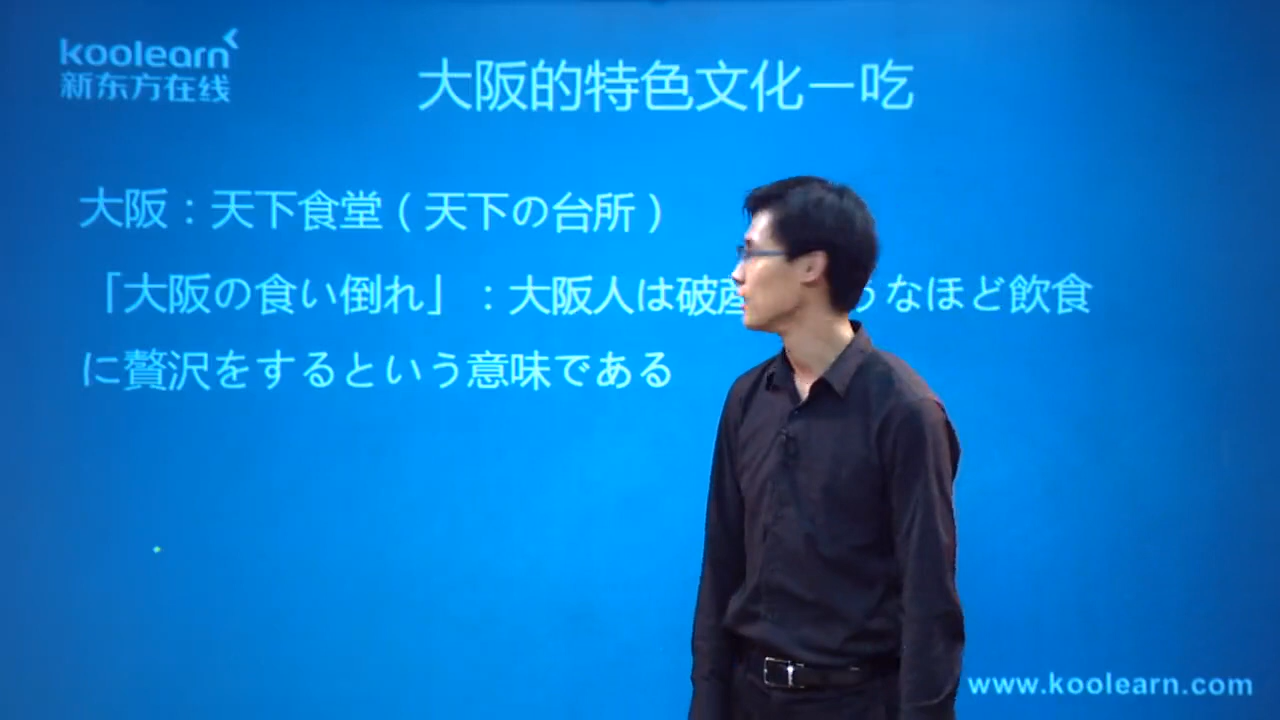 koolearn
新东方在线
大阪的特色文化—吃
大阪：天下食堂（天下の台所）
「大阪の食い倒れ」：大阪人は破産 うなほど飲食
に贅沢をするという意味である
www.koolearn.com